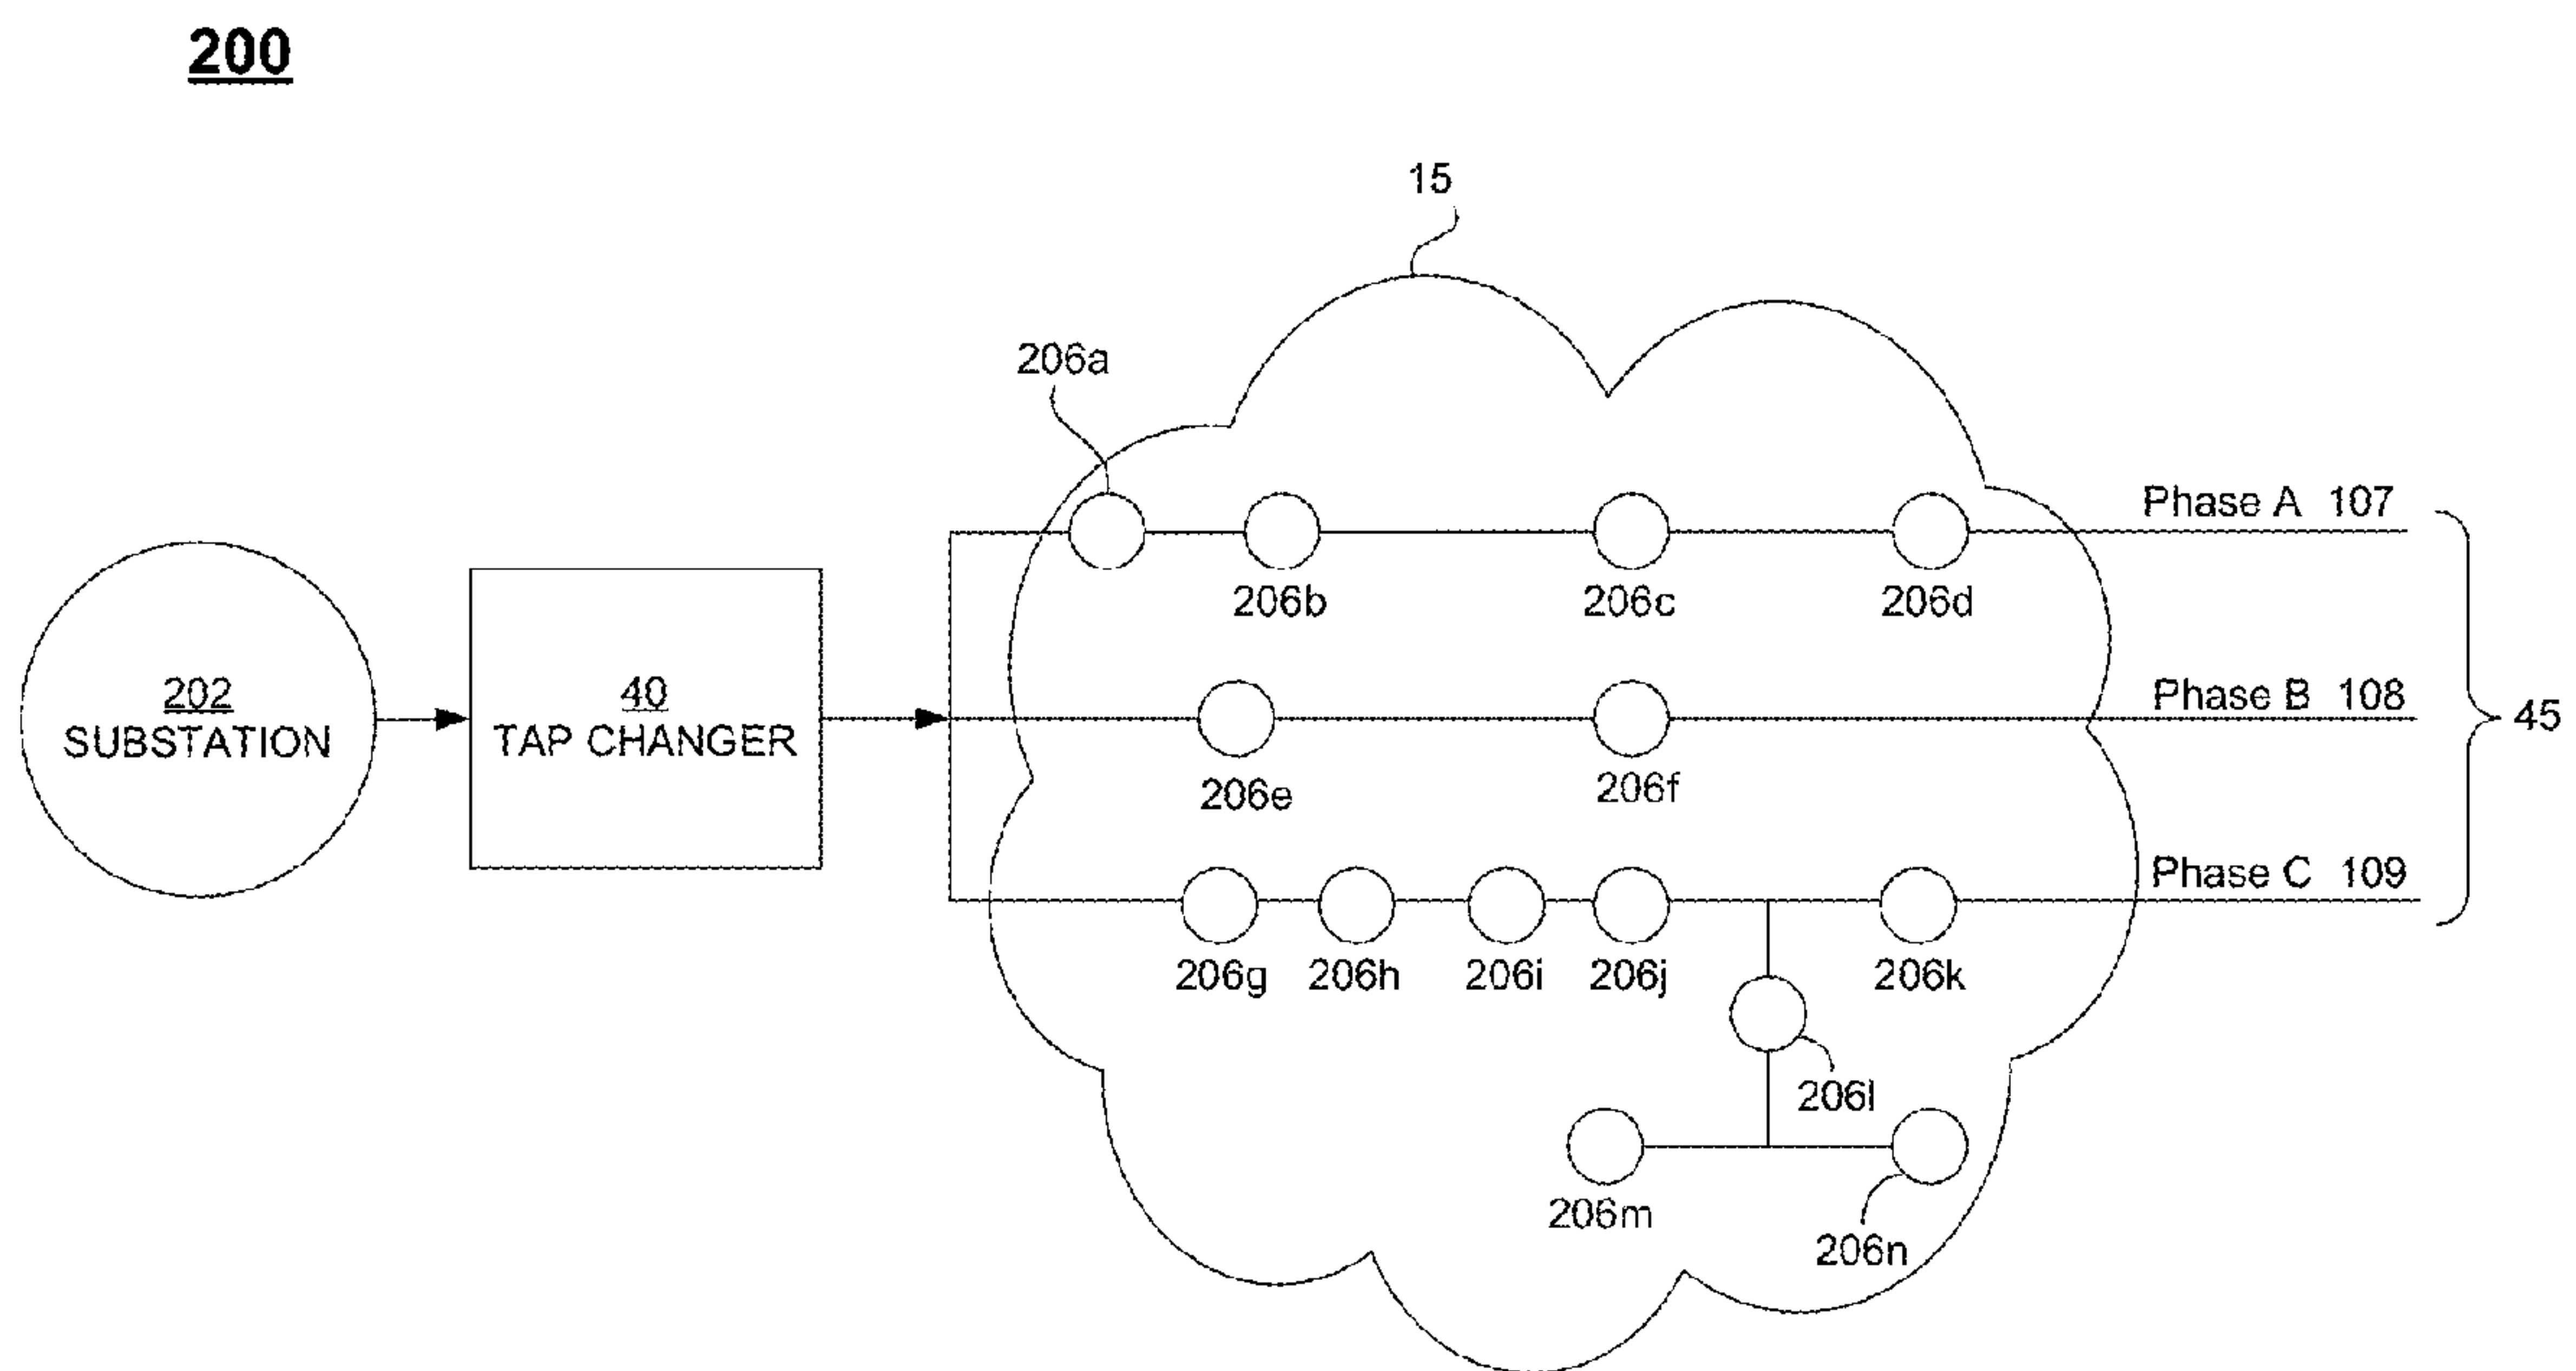 200
15
206a
Phase A 107
206b
206c
206d
202
SUBSTATION
40
TAP CHANGER
Phase B 108
45
206e
206f
Phase C 109
206g
206h
206i
206j
206k
206l
206m
206n